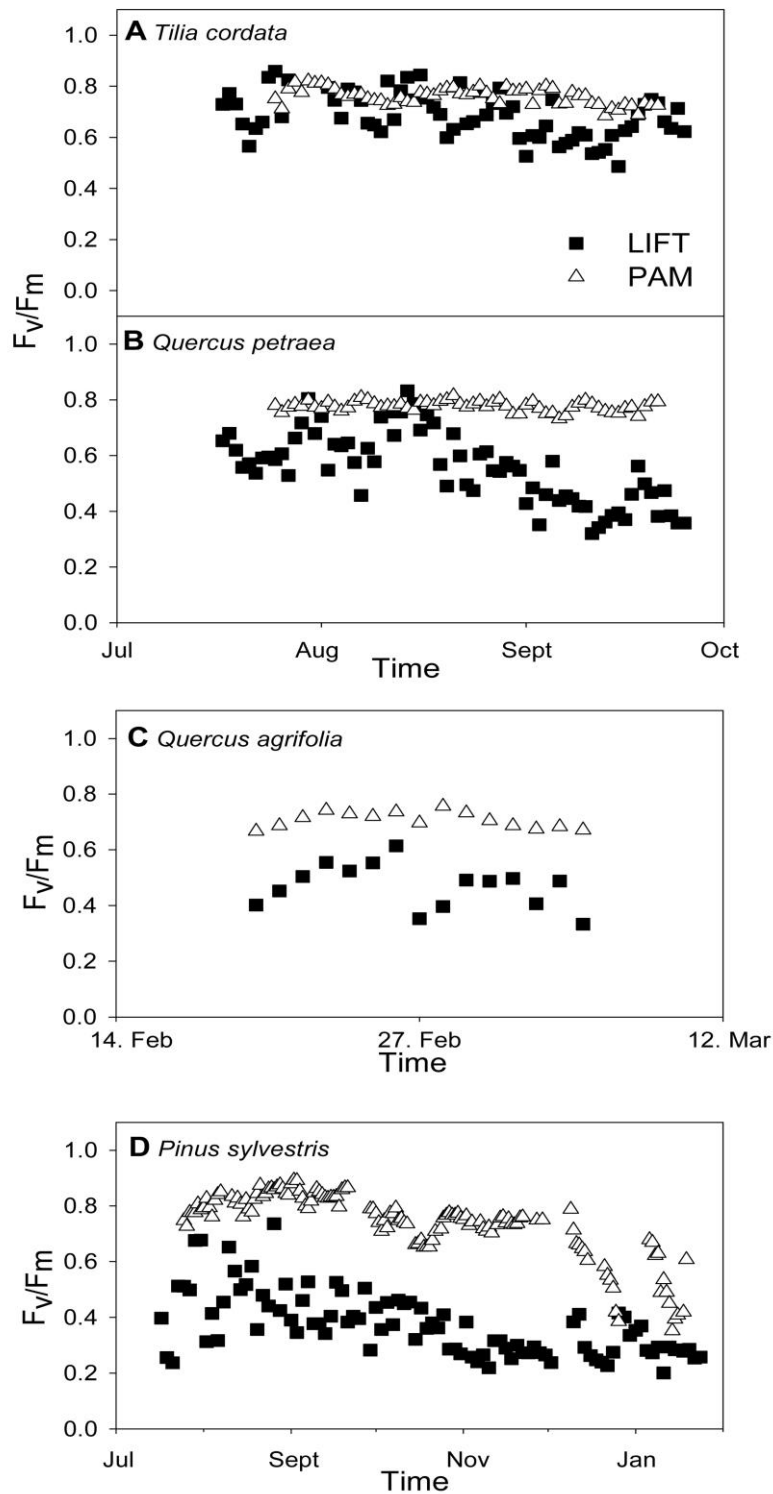 A Tilia cordata
1.0
0.8
0.6
0.4
0.2
0.0
LIFT
PAM
Fv/Fm
B Quercus petraea
1.0
0.8
0.6
0.4
0.2
0.0
Jul Aug Sept Oct
Time
C Quercus agrifolia
1.0
0.8
0.6
0.4
0.2
0.0
Fv/Fm
14. Feb 27. Feb 12. Mar
Time
D Pinus sylvestris
1.0
0.8
0.6
0.4
0.2
0.0
Fv/Fm
Jul Sept Nov Jan
Time